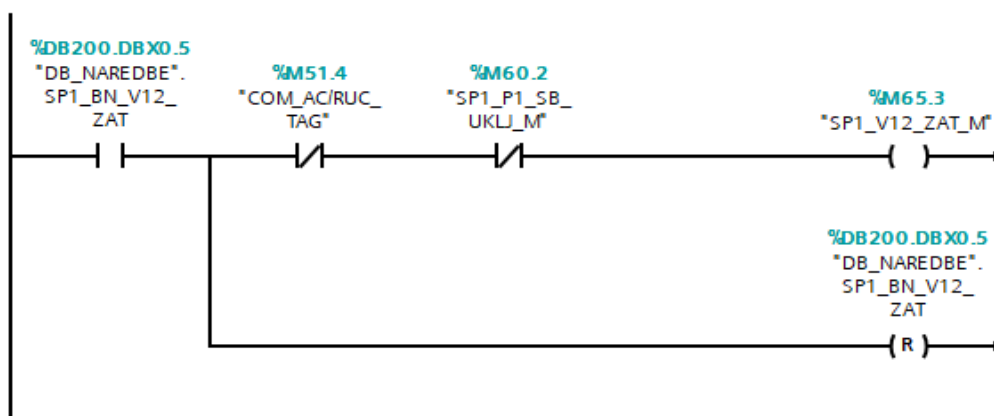 %DB200.DBX0.5
"DB_NAREDBE".
SP1_BN_V12_
ZAT
%M51.4
"COM_AC/RUC_
TAG"
%M60.2
"SP1_P1_SB_
UKLJ_M"
%M65.3
"SP1_V12_ZAT_M"
%DB200.DBX0.5
"DB_NAREDBE".
SP1_BN_V12_
ZAT
R